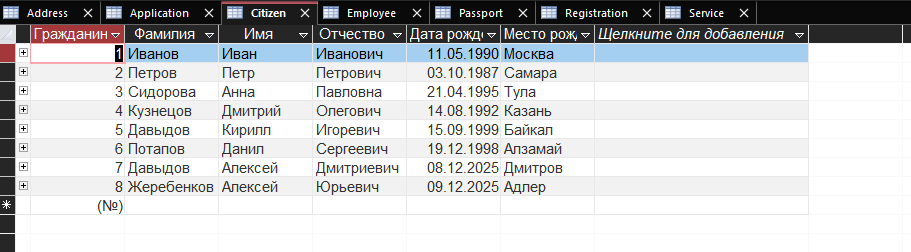 Address Application Citizen Employee Passport Registration Service
Гражданин Фамилия Имя Отчество Дата рожде Место рожд Щелкните для добавления
1 Иванов Иван Иванович 11.05.1990 Москва
2 Петров Петр Петрович 03.10.1987 Самара
3 Сидорова Анна Павловна 21.04.1995 Тула
4 Кузнецов Дмитрий Олегович 14.08.1992 Казань
5 Давыдов Кирилл Игоревич 15.09.1999 Байкал
6 Потапов Данил Сергеевич 19.12.1998 Алзамай
7 Давыдов Алексей Дмитриевич 08.12.2025 Дмитров
8 Жеребенков Алексей Юрьевич 09.12.2025 Адлер
(№)